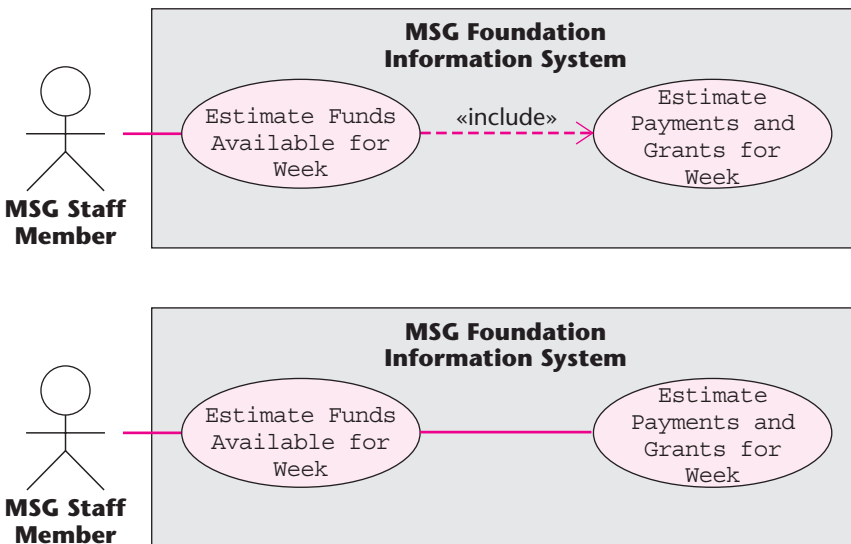 MSG Foundation
Information System
Estimate Funds
Available for
Week
«include»
Estimate
Payments and
Grants for
Week
MSG Staff
Member
MSG Foundation
Information System
Estimate Funds
Available for
Week
Estimate
Payments and
Grants for
Week
MSG Staff
Member